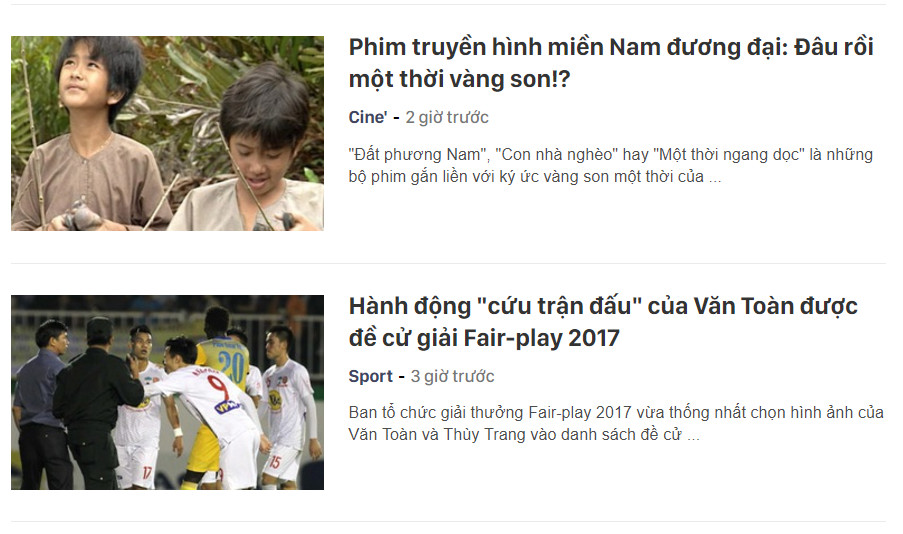 Phim truyền hình miền Nam đương đại: Đâu rồi
một thời vàng son!?
Cine' - 2 giờ trước
"Đất phương Nam", "Con nhà nghèo" hay "Một thời ngang dọc" là những
bộ phim gắn liền với ký ức vàng son một thời của ...
Hành động "cứu trận đấu" của Văn Toàn được
đề cử giải Fair-play 2017
Sport - 3 giờ trước
Ban tổ chức giải thưởng Fair-play 2017 vừa thống nhất chọn hình ảnh của
Văn Toàn và Thùy Trang vào danh sách đề cử ...
20
9
17
15